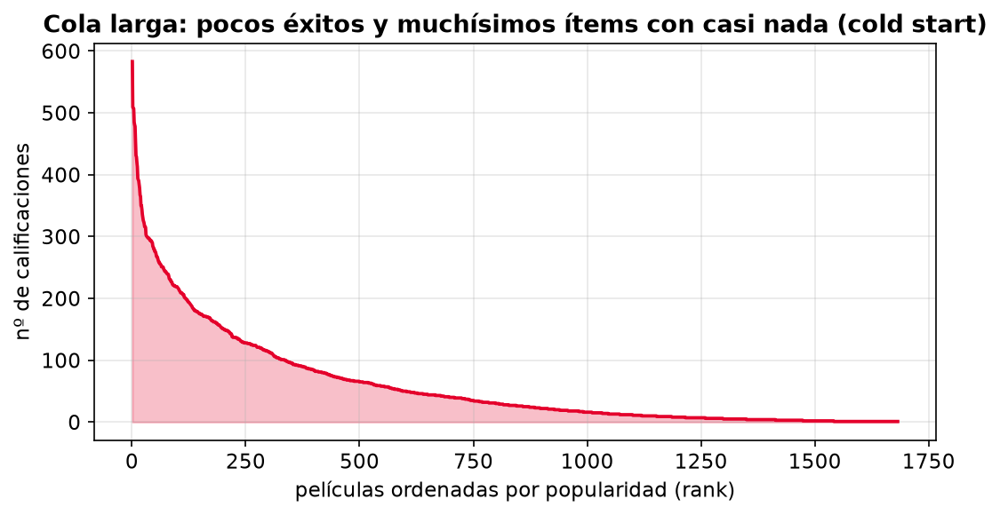 Cola larga: pocos éxitos y muchísimos ítems con casi nada (cold start)
600
500
400
300
200
100
0
nº de calificaciones
0 250 500 750 1000 1250 1500 1750
películas ordenadas por popularidad (rank)